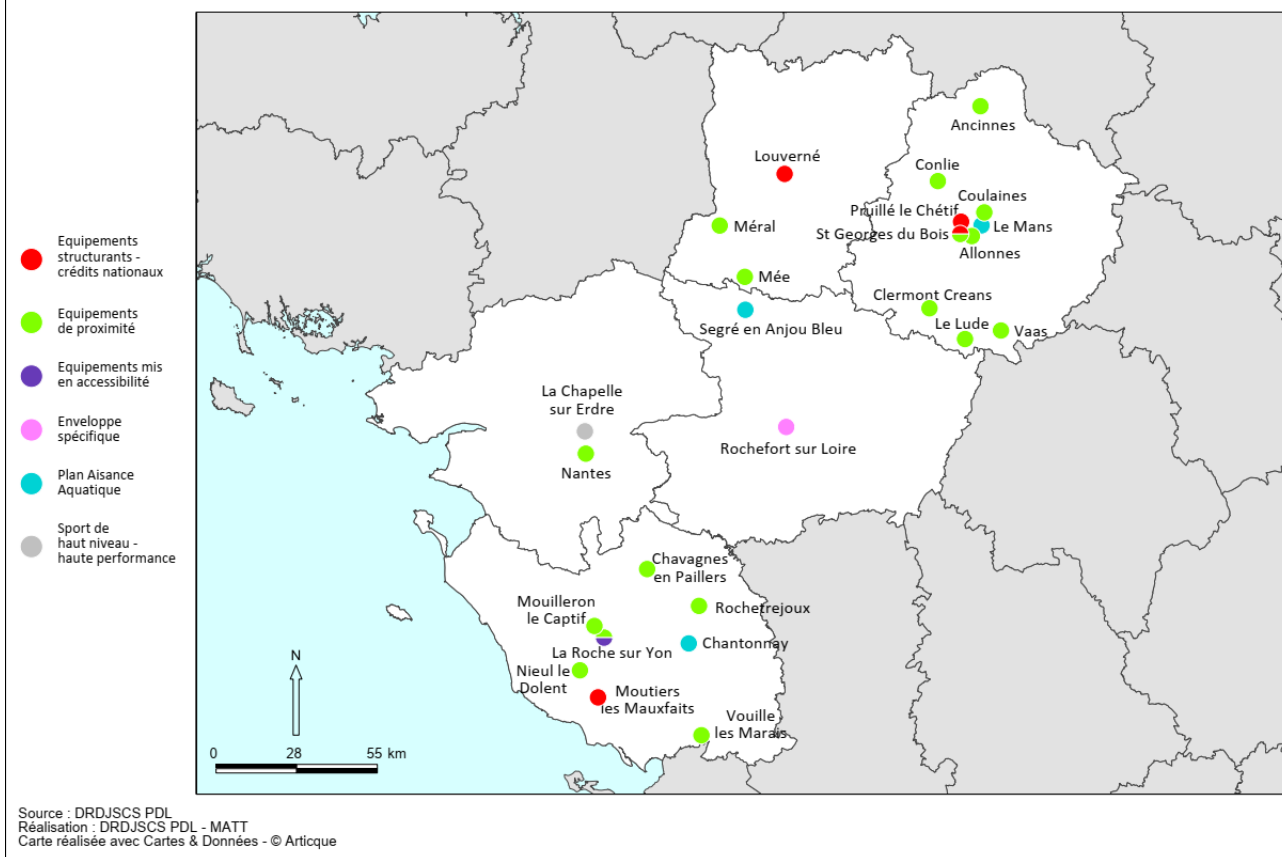 Equipements
structurants -
crédits nationaux
Equipements
de proximité
Equipements mis
en accessibilité
Enveloppe
spécifique
Plan Aisance
Aquatique
Sport de
haut niveau -
haute performance
Ancinnes
Louverné
Conlie
Coulaines
Pruillé le Chétif
Méral
Le Mans
St Georges du Bois
Allonnes
Mée
Clermont Creans
Segré en Anjou Bleu
Le Lude
Vaas
La Chapelle
sur Erdre
Rochefort sur Loire
Nantes
Chavagnes
en Paillers
Mouilleron
le Captif
Rochetrejoux
La Roche sur Yon
Chantonnay
Nieul le
Dolent
Moutiers
les Mauxfaits
Vouille
les Marais
N
0 28 55 km
Source : DRDJSCS PDL
Réalisation : DRDJSCS PDL - MATT
Carte réalisée avec Cartes & Données - © Articque